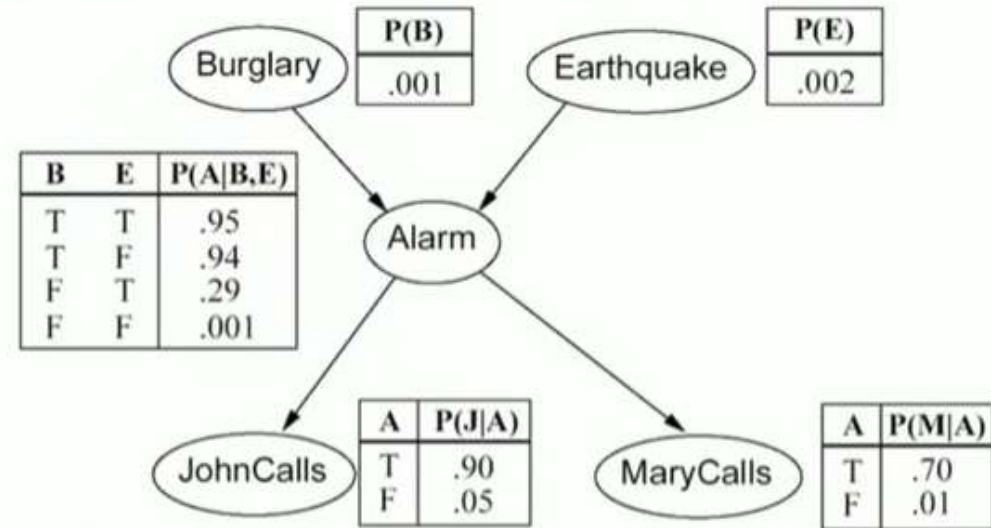 Burglary
P(B)
.001
Earthquake
P(E)
.002
B E P(A|B,E)
T T .95
T F .94
F T .29
F F .001
Alarm
JohnCalls
A P(J|A)
T .90
F .05
MaryCalls
A P(M|A)
T .70
F .01